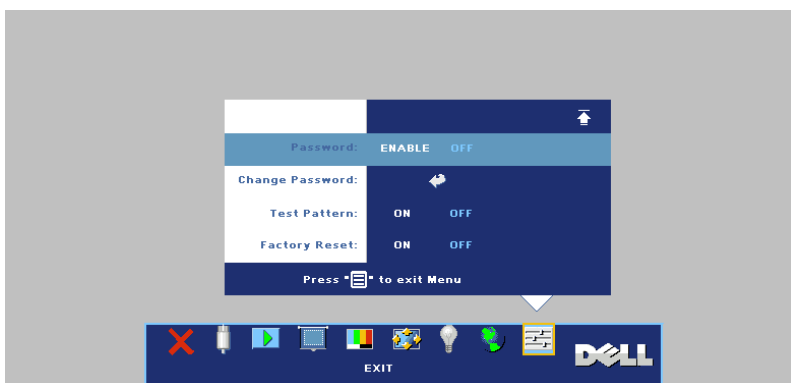 Password: ENABLE OFF
Change Password:
Test Pattern: ON OFF
Factory Reset: ON OFF
Press "" to exit Menu
EXIT
DELL